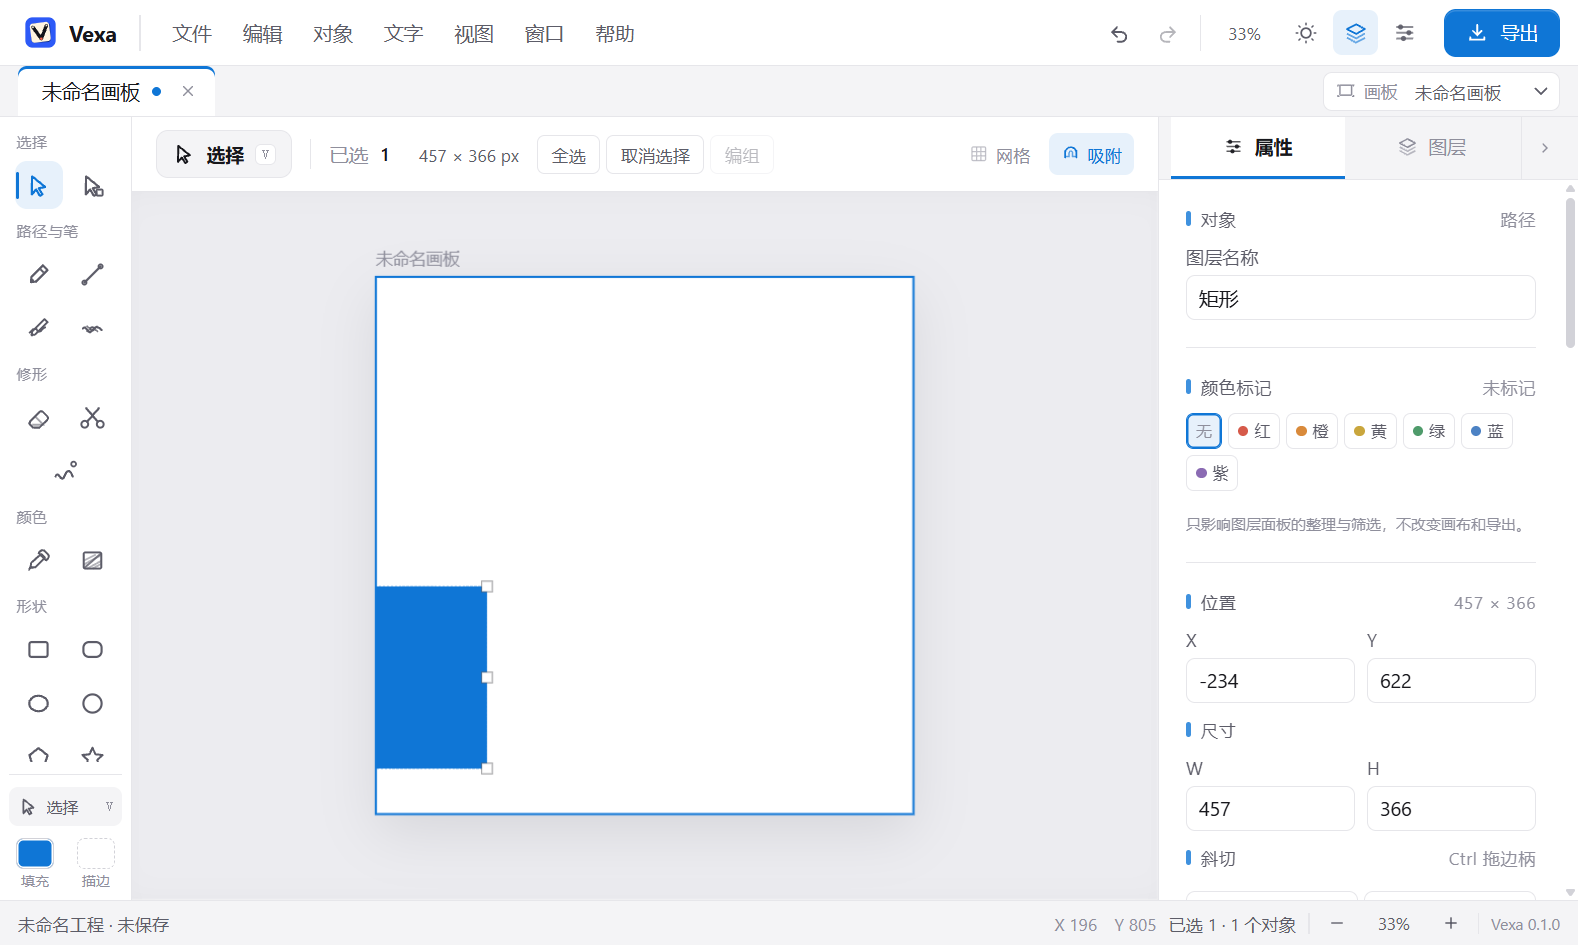 Vexa 文件 编辑 对象 文字 视图 窗口 帮助 33% 导出
未命名画板 画板 未命名画板
选择 V 已选 1 457 × 366 px 全选 取消选择 编组 网格 吸附
属性 图层
选择
路径与笔
修形
颜色
形状
选择 V
填充 描边
未命名画板
对象 路径
图层名称
矩形
颜色标记 未标记
无 红 橙 黄 绿 蓝
紫
只影响图层面板的整理与筛选，不改变画布和导出。
位置 457 × 366
X Y
-234 622
尺寸
W H
457 366
斜切 Ctrl 拖边柄
未命名工程 · 未保存 X 196 Y 805 已选 1 · 1 个对象 33% Vexa 0.1.0